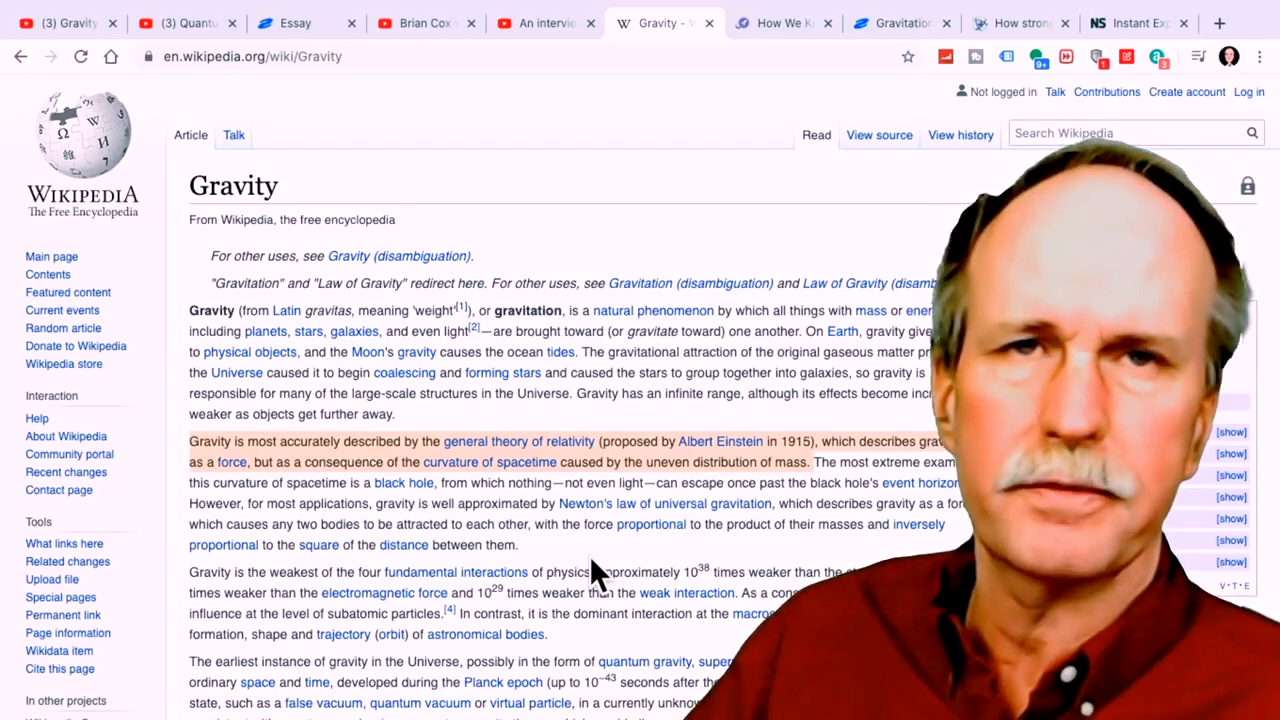 (3) Gravity
(3) Quantu
Essay
Brian Cox
An intervie
Gravity - W
How We K
Gravitation
How stron
NS Instant Exp
en.wikipedia.org/wiki/Gravity
9+
1
3
Not logged in Talk Contributions Create account Log in
Article Talk
Read View source View history
Search Wikipedia
WIKIPEDIA
The Free Encyclopedia
Main page
Contents
Featured content
Current events
Random article
Donate to Wikipedia
Wikipedia store
Interaction
Help
About Wikipedia
Community portal
Recent changes
Contact page
Tools
What links here
Related changes
Upload file
Special pages
Permanent link
Page information
Wikidata item
Cite this page
In other projects
Gravity
From Wikipedia, the free encyclopedia
For other uses, see Gravity (disambiguation).
"Gravitation" and "Law of Gravity" redirect here. For other uses, see Gravitation (disambiguation) and Law of Gravity (disamb
Gravity (from Latin gravitas, meaning 'weight'[1]), or gravitation, is a natural phenomenon by which all things with mass or ener
including planets, stars, galaxies, and even light[2]—are brought toward (or gravitate toward) one another. On Earth, gravity give
to physical objects, and the Moon's gravity causes the ocean tides. The gravitational attraction of the original gaseous matter pr
the Universe caused it to begin coalescing and forming stars and caused the stars to group together into galaxies, so gravity is
responsible for many of the large-scale structures in the Universe. Gravity has an infinite range, although its effects become incr
weaker as objects get further away.
Gravity is most accurately described by the general theory of relativity (proposed by Albert Einstein in 1915), which describes grav
as a force, but as a consequence of the curvature of spacetime caused by the uneven distribution of mass. The most extreme exam
this curvature of spacetime is a black hole, from which nothing—not even light—can escape once past the black hole's event horizon
However, for most applications, gravity is well approximated by Newton's law of universal gravitation, which describes gravity as a for
which causes any two bodies to be attracted to each other, with the force proportional to the product of their masses and inversely
proportional to the square of the distance between them.
Gravity is the weakest of the four fundamental interactions of physics, approximately 10³⁸ times weaker than the
times weaker than the electromagnetic force and 10²⁹ times weaker than the weak interaction. As a cons
influence at the level of subatomic particles.[4] In contrast, it is the dominant interaction at the macros
formation, shape and trajectory (orbit) of astronomical bodies.
The earliest instance of gravity in the Universe, possibly in the form of quantum gravity, super
ordinary space and time, developed during the Planck epoch (up to 10⁻⁴³ seconds after the
state, such as a false vacuum, quantum vacuum or virtual particle, in a currently unknow
[show]
[show]
[show]
[show]
[show]
[show]
[show]
V·T·E